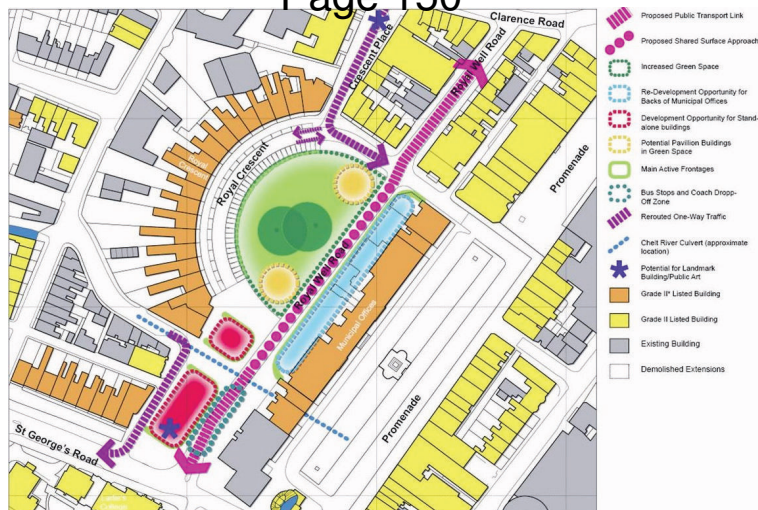 Page 150
Clarence Road
Crescent Place
Royal Well Road
Royal
Crescent
Royal Crescent
Promenade
Royal Well Road
Municipal Offices
Promenade
St George's Road
Proposed Public Transport Link
Proposed Shared Surface Approach
Increased Green Space
Re-Development Opportunity for
Backs of Municipal Offices
Development Opportunity for Stand-
alone buildings
Potential Pavilion Buildings
in Green Space
Main Active Frontages
Bus Stops and Coach Dropp-
Off Zone
Rerouted One-Way Traffic
Chelt River Culvert (approximate
location)
Potential for Landmark
Building/Public Art
Grade II* Listed Building
Grade II Listed Building
Existing Building
Demolished Extensions